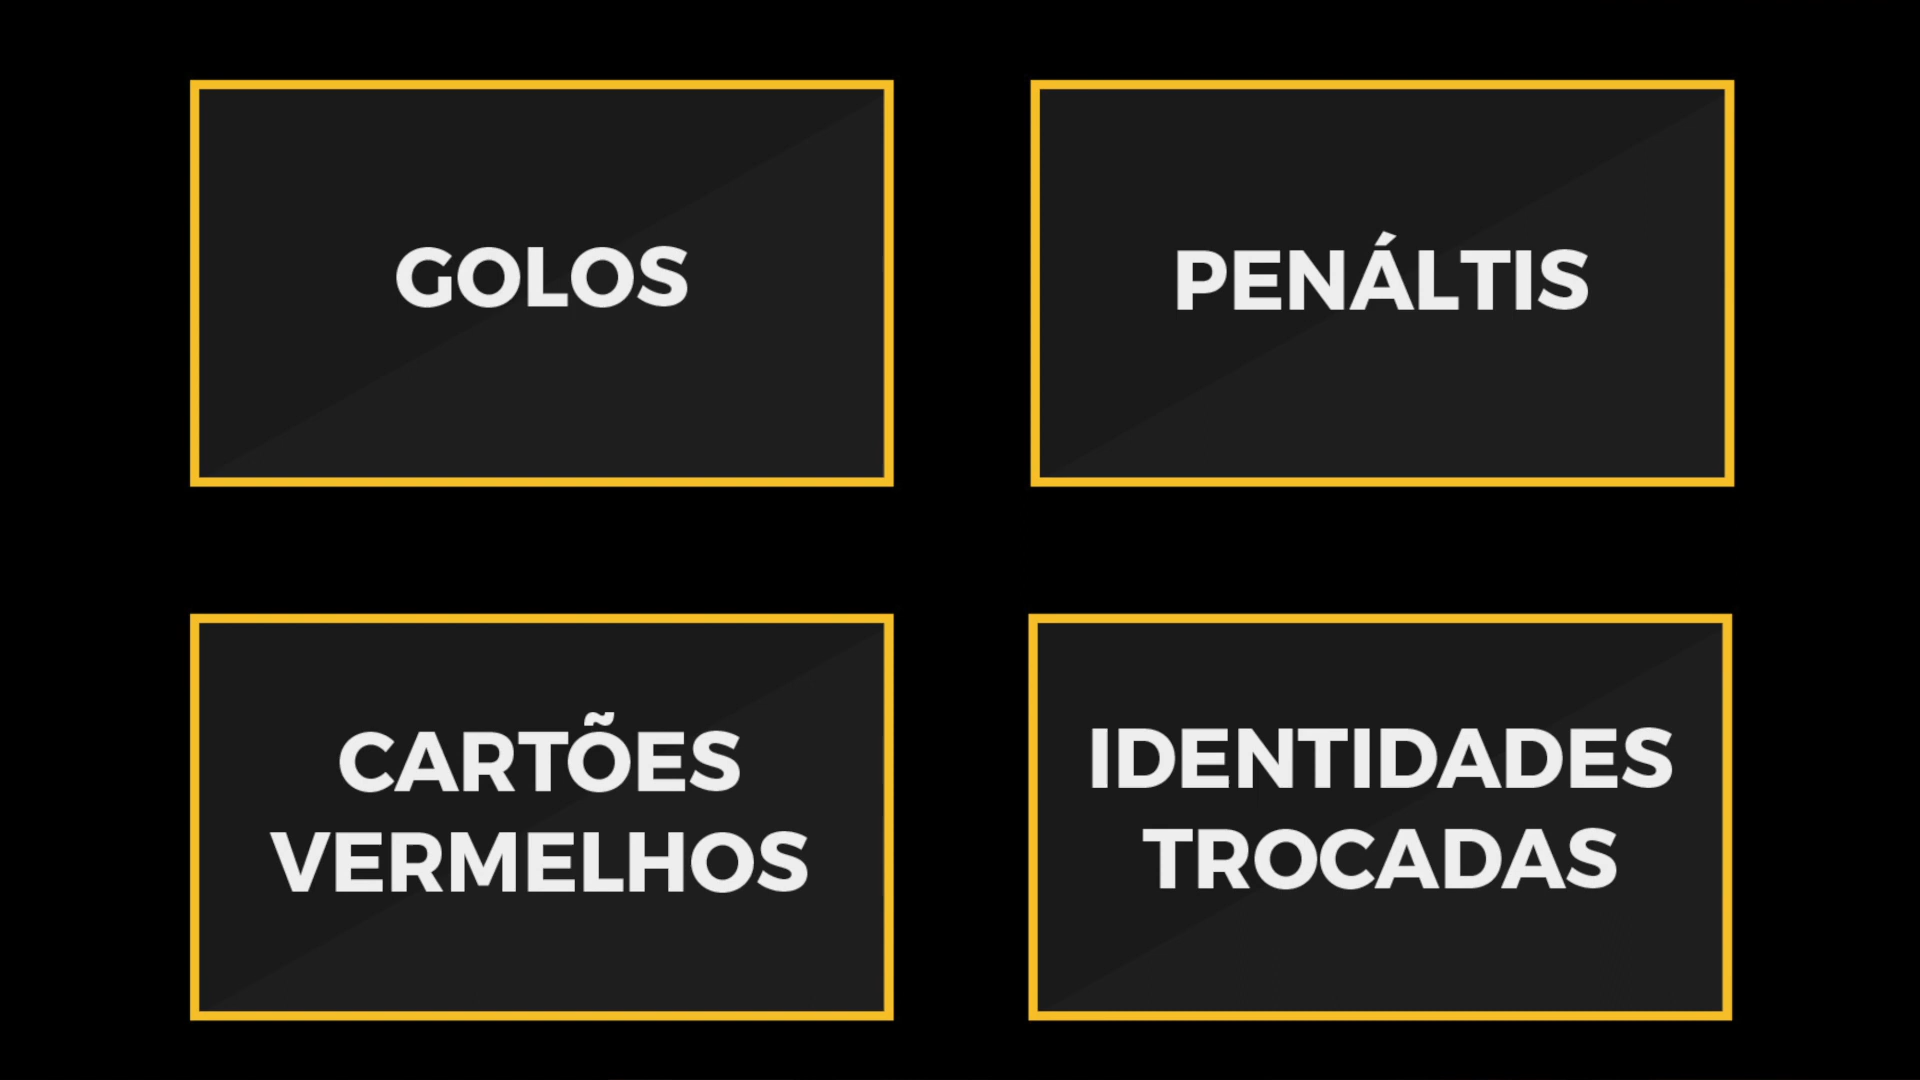 GOLOS
PENÁLTIS
CARTÕES
VERMELHOS
IDENTIDADES
TROCADAS